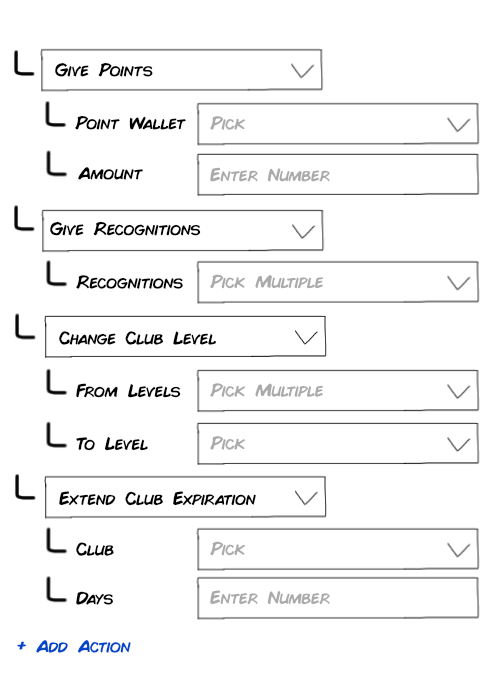 Give Points
Point Wallet Pick
Amount Enter Number
Give Recognitions
Recognitions Pick Multiple
Change Club Level
From Levels Pick Multiple
To Level Pick
Extend Club Expiration
Club Pick
Days Enter Number
+ Add Action